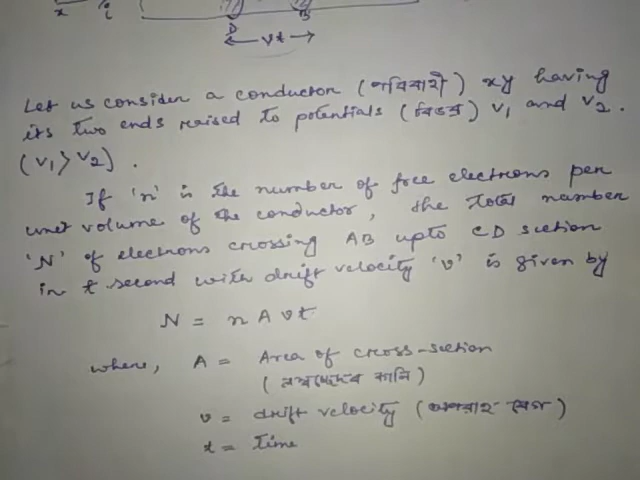 x i
D B
vt
Let us consider a conductor (পৰিবাহী) xy having
its two ends raised to potentials (বিভৱ) V₁ and V₂.
(V₁ > V₂).
If 'n' is the number of free electrons per
unit volume of the conductor, the total number
'N' of electrons crossing AB upto CD section
in t second with drift velocity 'v' is given by
N = n A v t
where, A = Area of cross-section
v = drift velocity (অপবাহ বেগ)
t = time